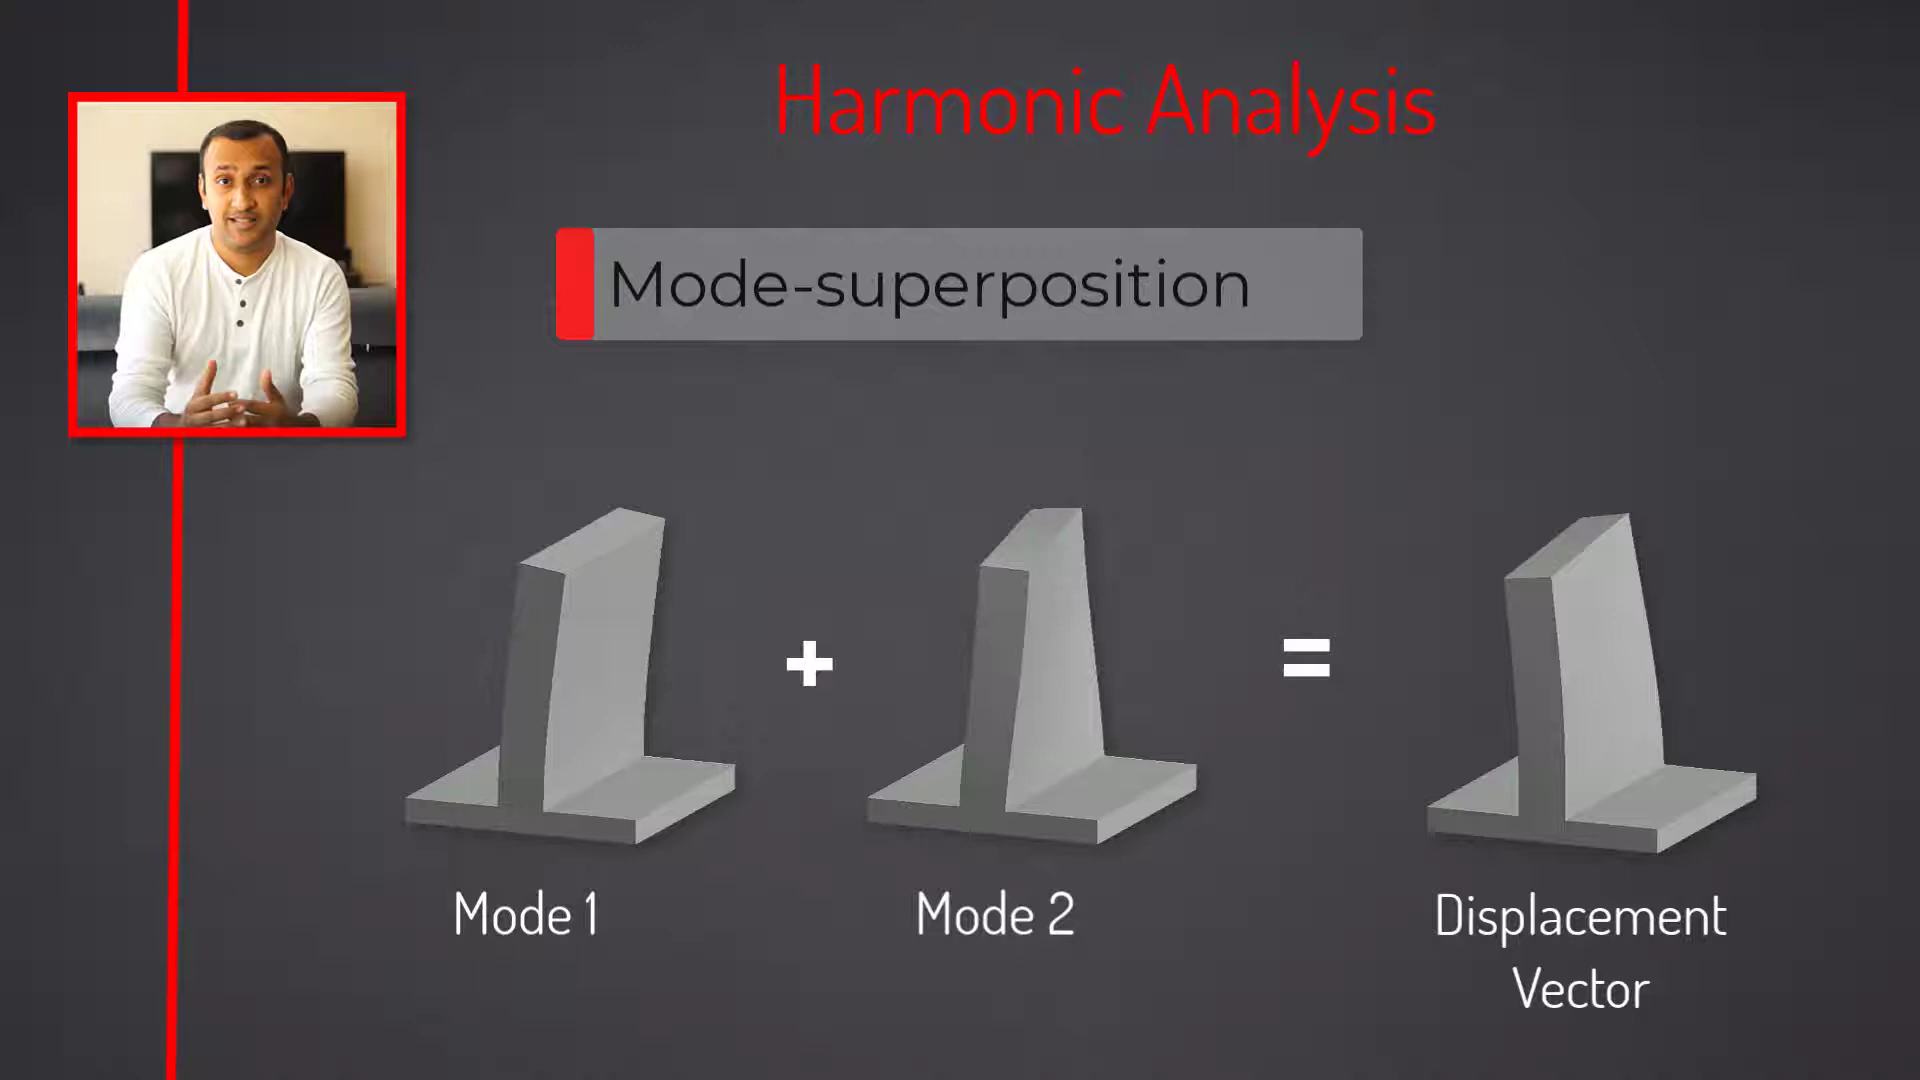 Harmonic Analysis
Mode-superposition
+
=
Mode 1
Mode 2
Displacement
Vector